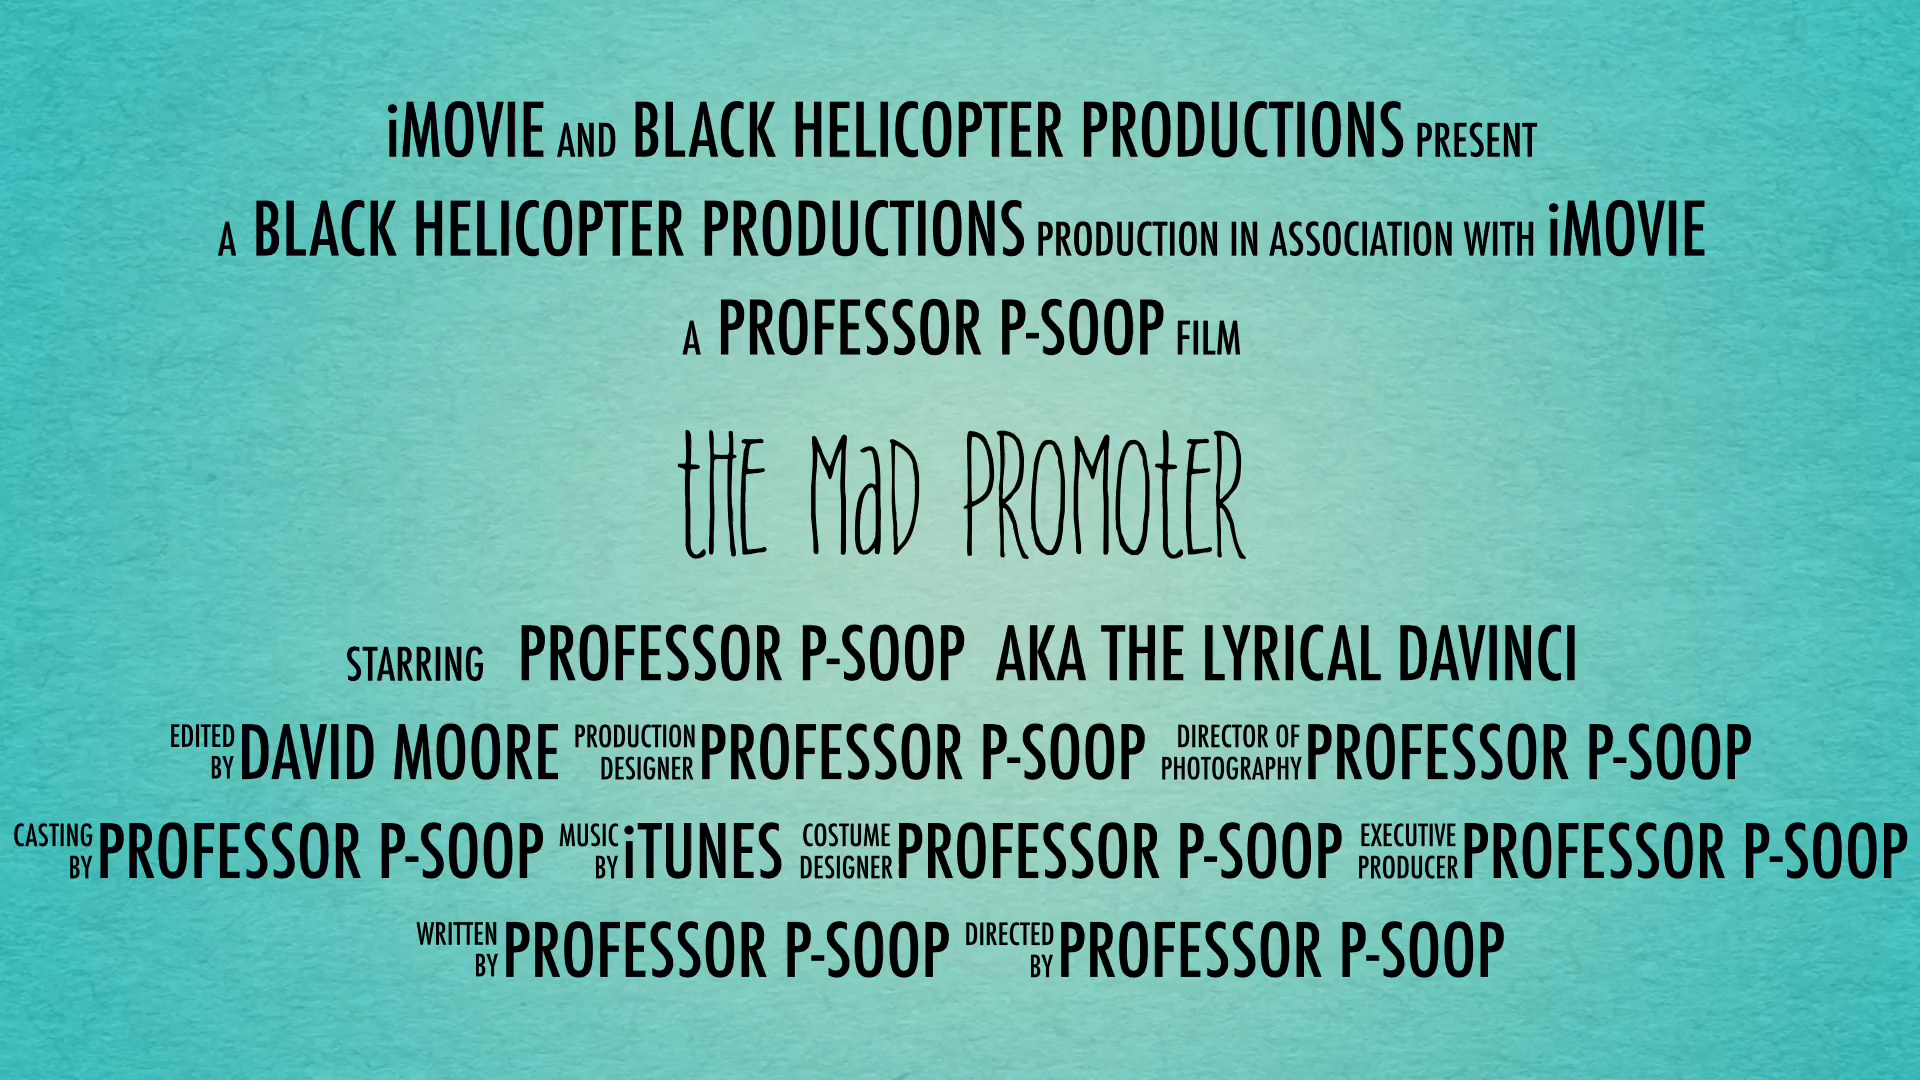 iMOVIE AND BLACK HELICOPTER PRODUCTIONS PRESENT
A BLACK HELICOPTER PRODUCTIONS PRODUCTION IN ASSOCIATION WITH iMOVIE
A PROFESSOR P-SOOP FILM
tHE MaD PROMOtER
STARRING PROFESSOR P-SOOP AKA THE LYRICAL DAVINCI
EDITED BY DAVID MOORE PRODUCTION DESIGNER PROFESSOR P-SOOP DIRECTOR OF PHOTOGRAPHY PROFESSOR P-SOOP
CASTING BY PROFESSOR P-SOOP MUSIC BY iTUNES COSTUME DESIGNER PROFESSOR P-SOOP EXECUTIVE PRODUCER PROFESSOR P-SOOP
WRITTEN BY PROFESSOR P-SOOP DIRECTED BY PROFESSOR P-SOOP